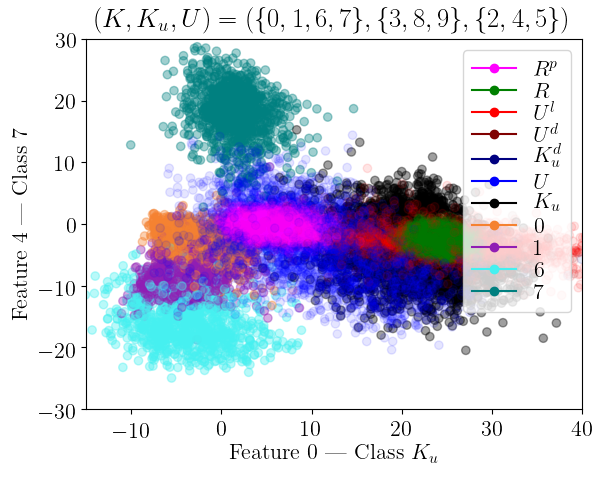 (K, K_u, U) = ({0, 1, 6, 7}, {3, 8, 9}, {2, 4, 5})
30
20
10
0
−10
−20
−30
Feature 4 — Class 7
R^p
R
U^l
U^d
K_u^d
U
K_u
0
1
6
7
−10
0
10
20
30
40
Feature 0 — Class K_u